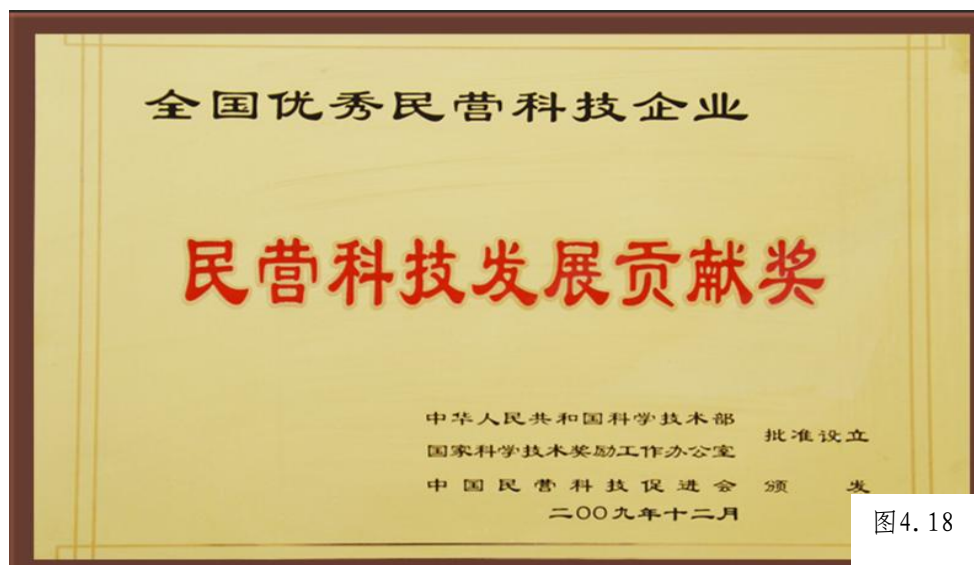 全国优秀民营科技企业
民营科技发展贡献奖
中华人民共和国科学技术部
国家科学技术奖励工作办公室
批准设立
中国民营科技促进会 颁发
二〇〇九年十二月
图4.18